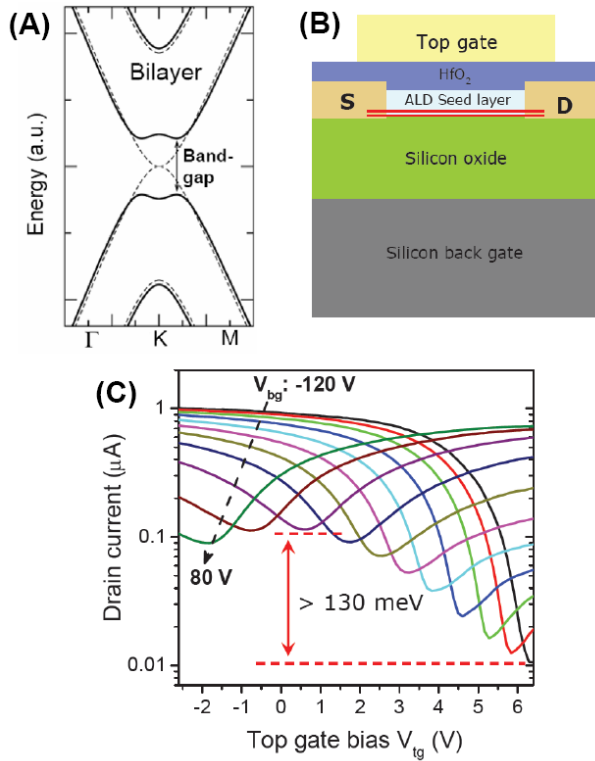 (A)
Bilayer
Band-
gap
Energy (a.u.)
Γ K M
(B)
Top gate
HfO₂
S ALD Seed layer D
Silicon oxide
Silicon back gate
(C)
V_bg: -120 V
80 V
> 130 meV
1
0.1
0.01
Drain current (μA)
-2 -1 0 1 2 3 4 5 6
Top gate bias V_tg (V)